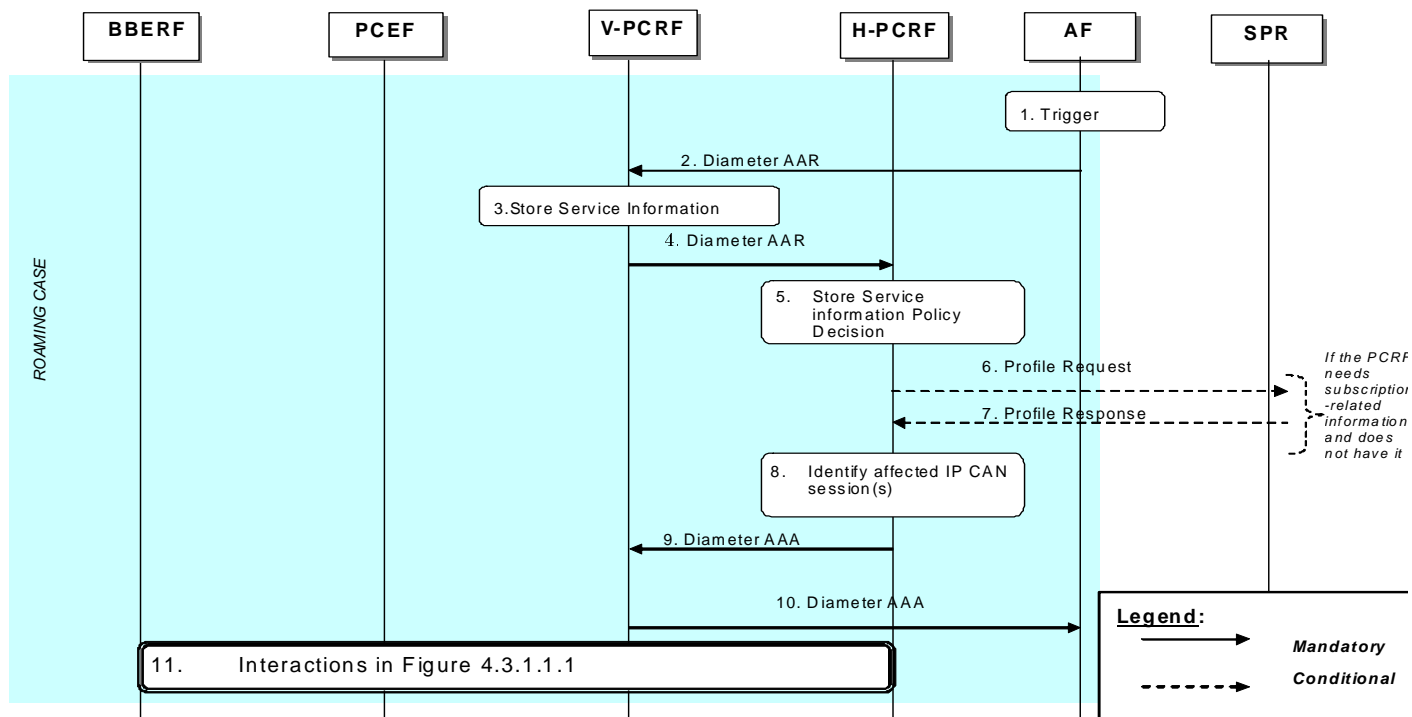 BBERF
PCEF
V-PCRF
H-PCRF
AF
SPR
1. Trigger
2. Diameter AAR
3.Store Service Information
4. Diameter AAR
ROAMING CASE
5. Store Service
information Policy
Decision
6. Profile Request
7. Profile Response
If the PCRF
needs
subscription
-related
information
and does
not have it
8. Identify affected IP CAN
session(s)
9. Diameter AAA
10. Diameter AAA
11. Interactions in Figure 4.3.1.1.1
Legend:
Mandatory
Conditional